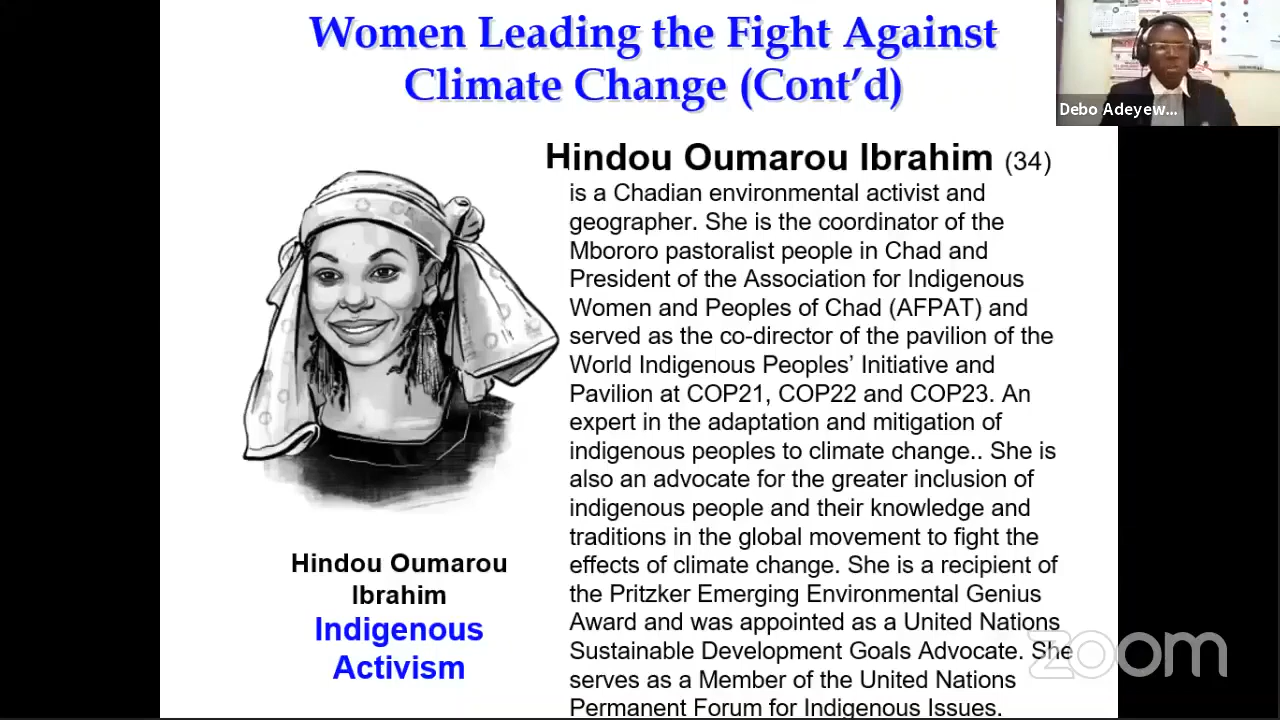 Women Leading the Fight Against
Climate Change (Cont’d)
Debo Adeyew...
Hindou Oumarou Ibrahim (34)
is a Chadian environmental activist and
geographer. She is the coordinator of the
Mbororo pastoralist people in Chad and
President of the Association for Indigenous
Women and Peoples of Chad (AFPAT) and
served as the co-director of the pavilion of the
World Indigenous Peoples’ Initiative and
Pavilion at COP21, COP22 and COP23. An
expert in the adaptation and mitigation of
indigenous peoples to climate change.. She is
also an advocate for the greater inclusion of
indigenous people and their knowledge and
traditions in the global movement to fight the
effects of climate change. She is a recipient of
the Pritzker Emerging Environmental Genius
Award and was appointed as a United Nations
Sustainable Development Goals Advocate. She
serves as a Member of the United Nations
Permanent Forum for Indigenous Issues.
Hindou Oumarou
Ibrahim
Indigenous
Activism
zoom